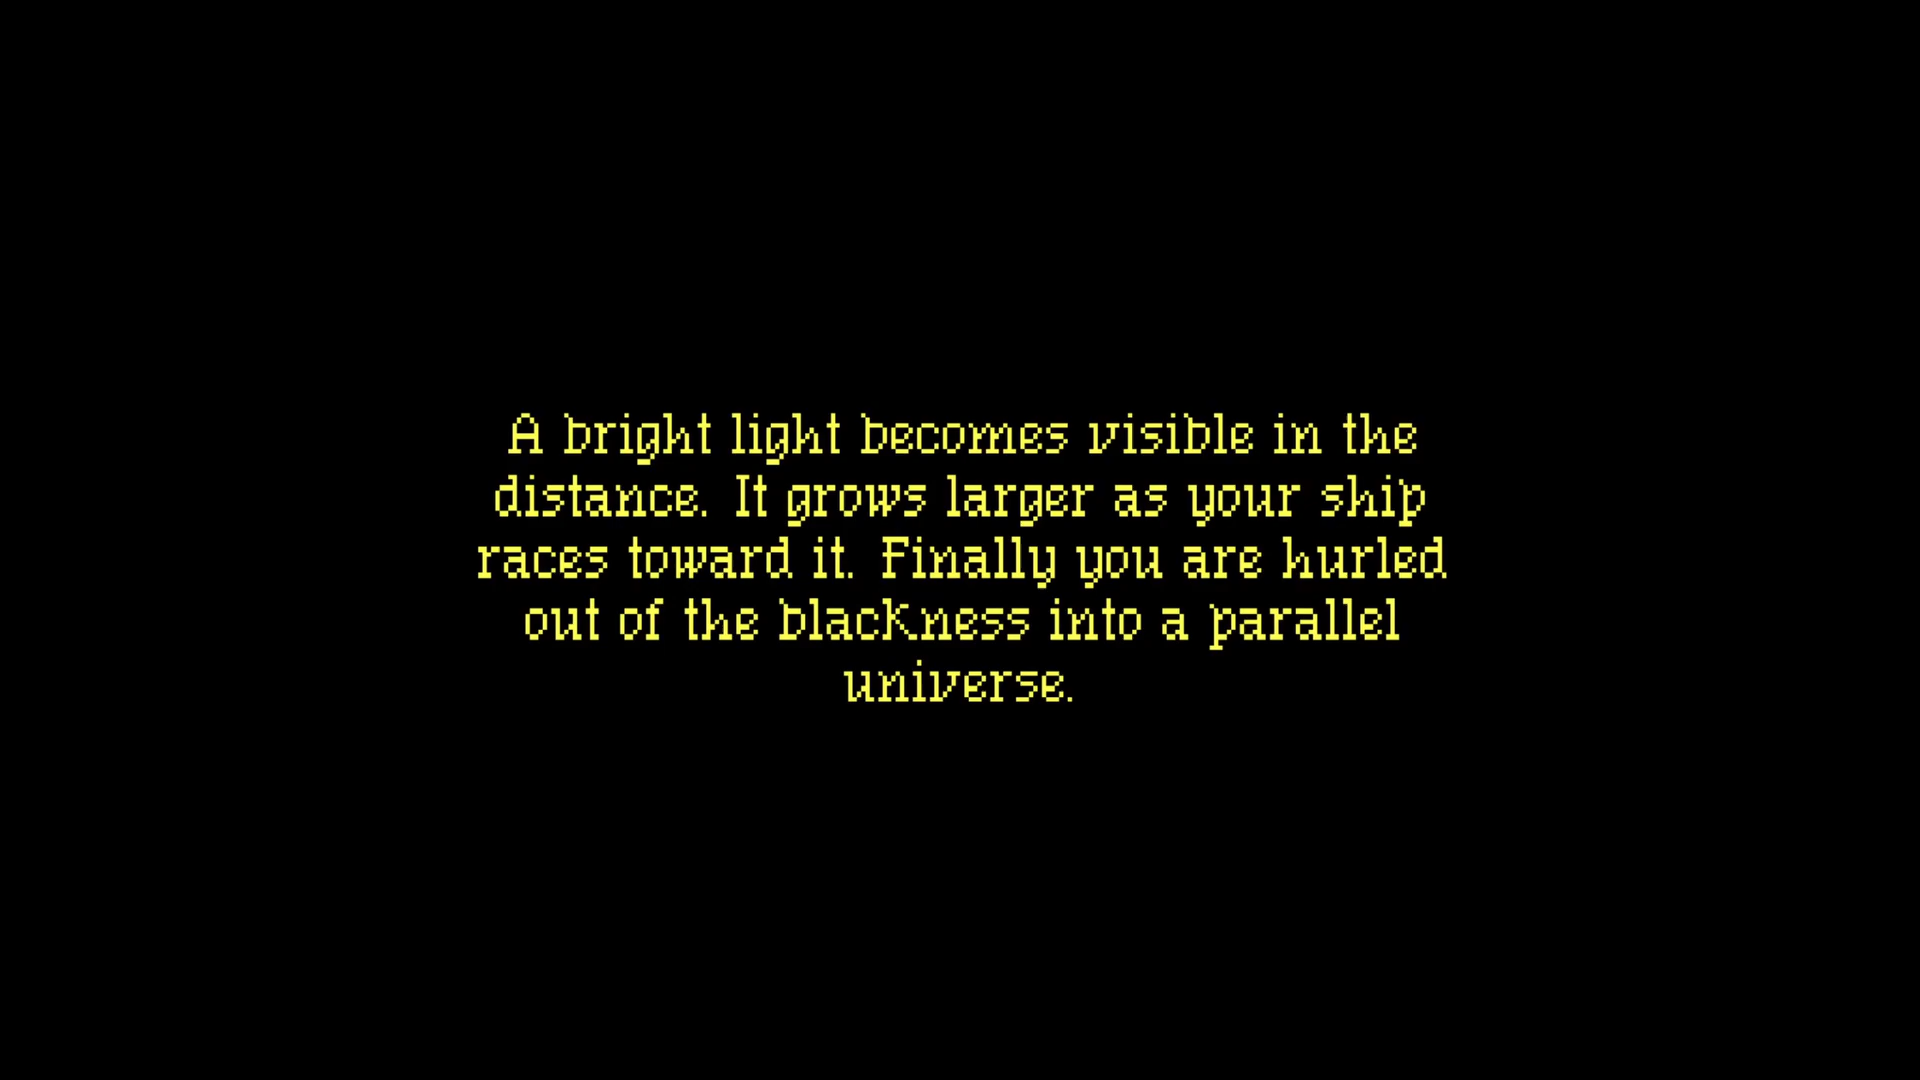 A bright light becomes visible in the
distance. It grows larger as your ship
races toward it. Finally you are hurled
out of the blackness into a parallel
universe.